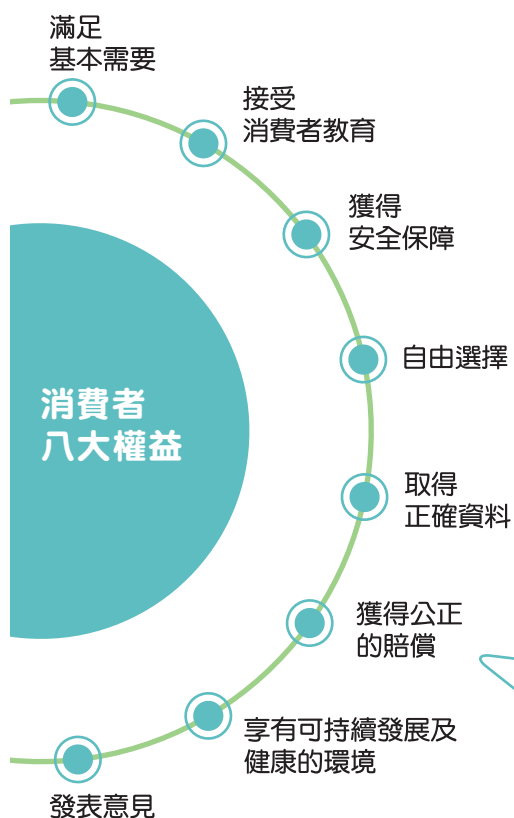 滿足
基本需要
接受
消費者教育
獲得
安全保障
自由選擇
消費者
八大權益
取得
正確資料
獲得公正
的賠償
享有可持續發展及
健康的環境
發表意見